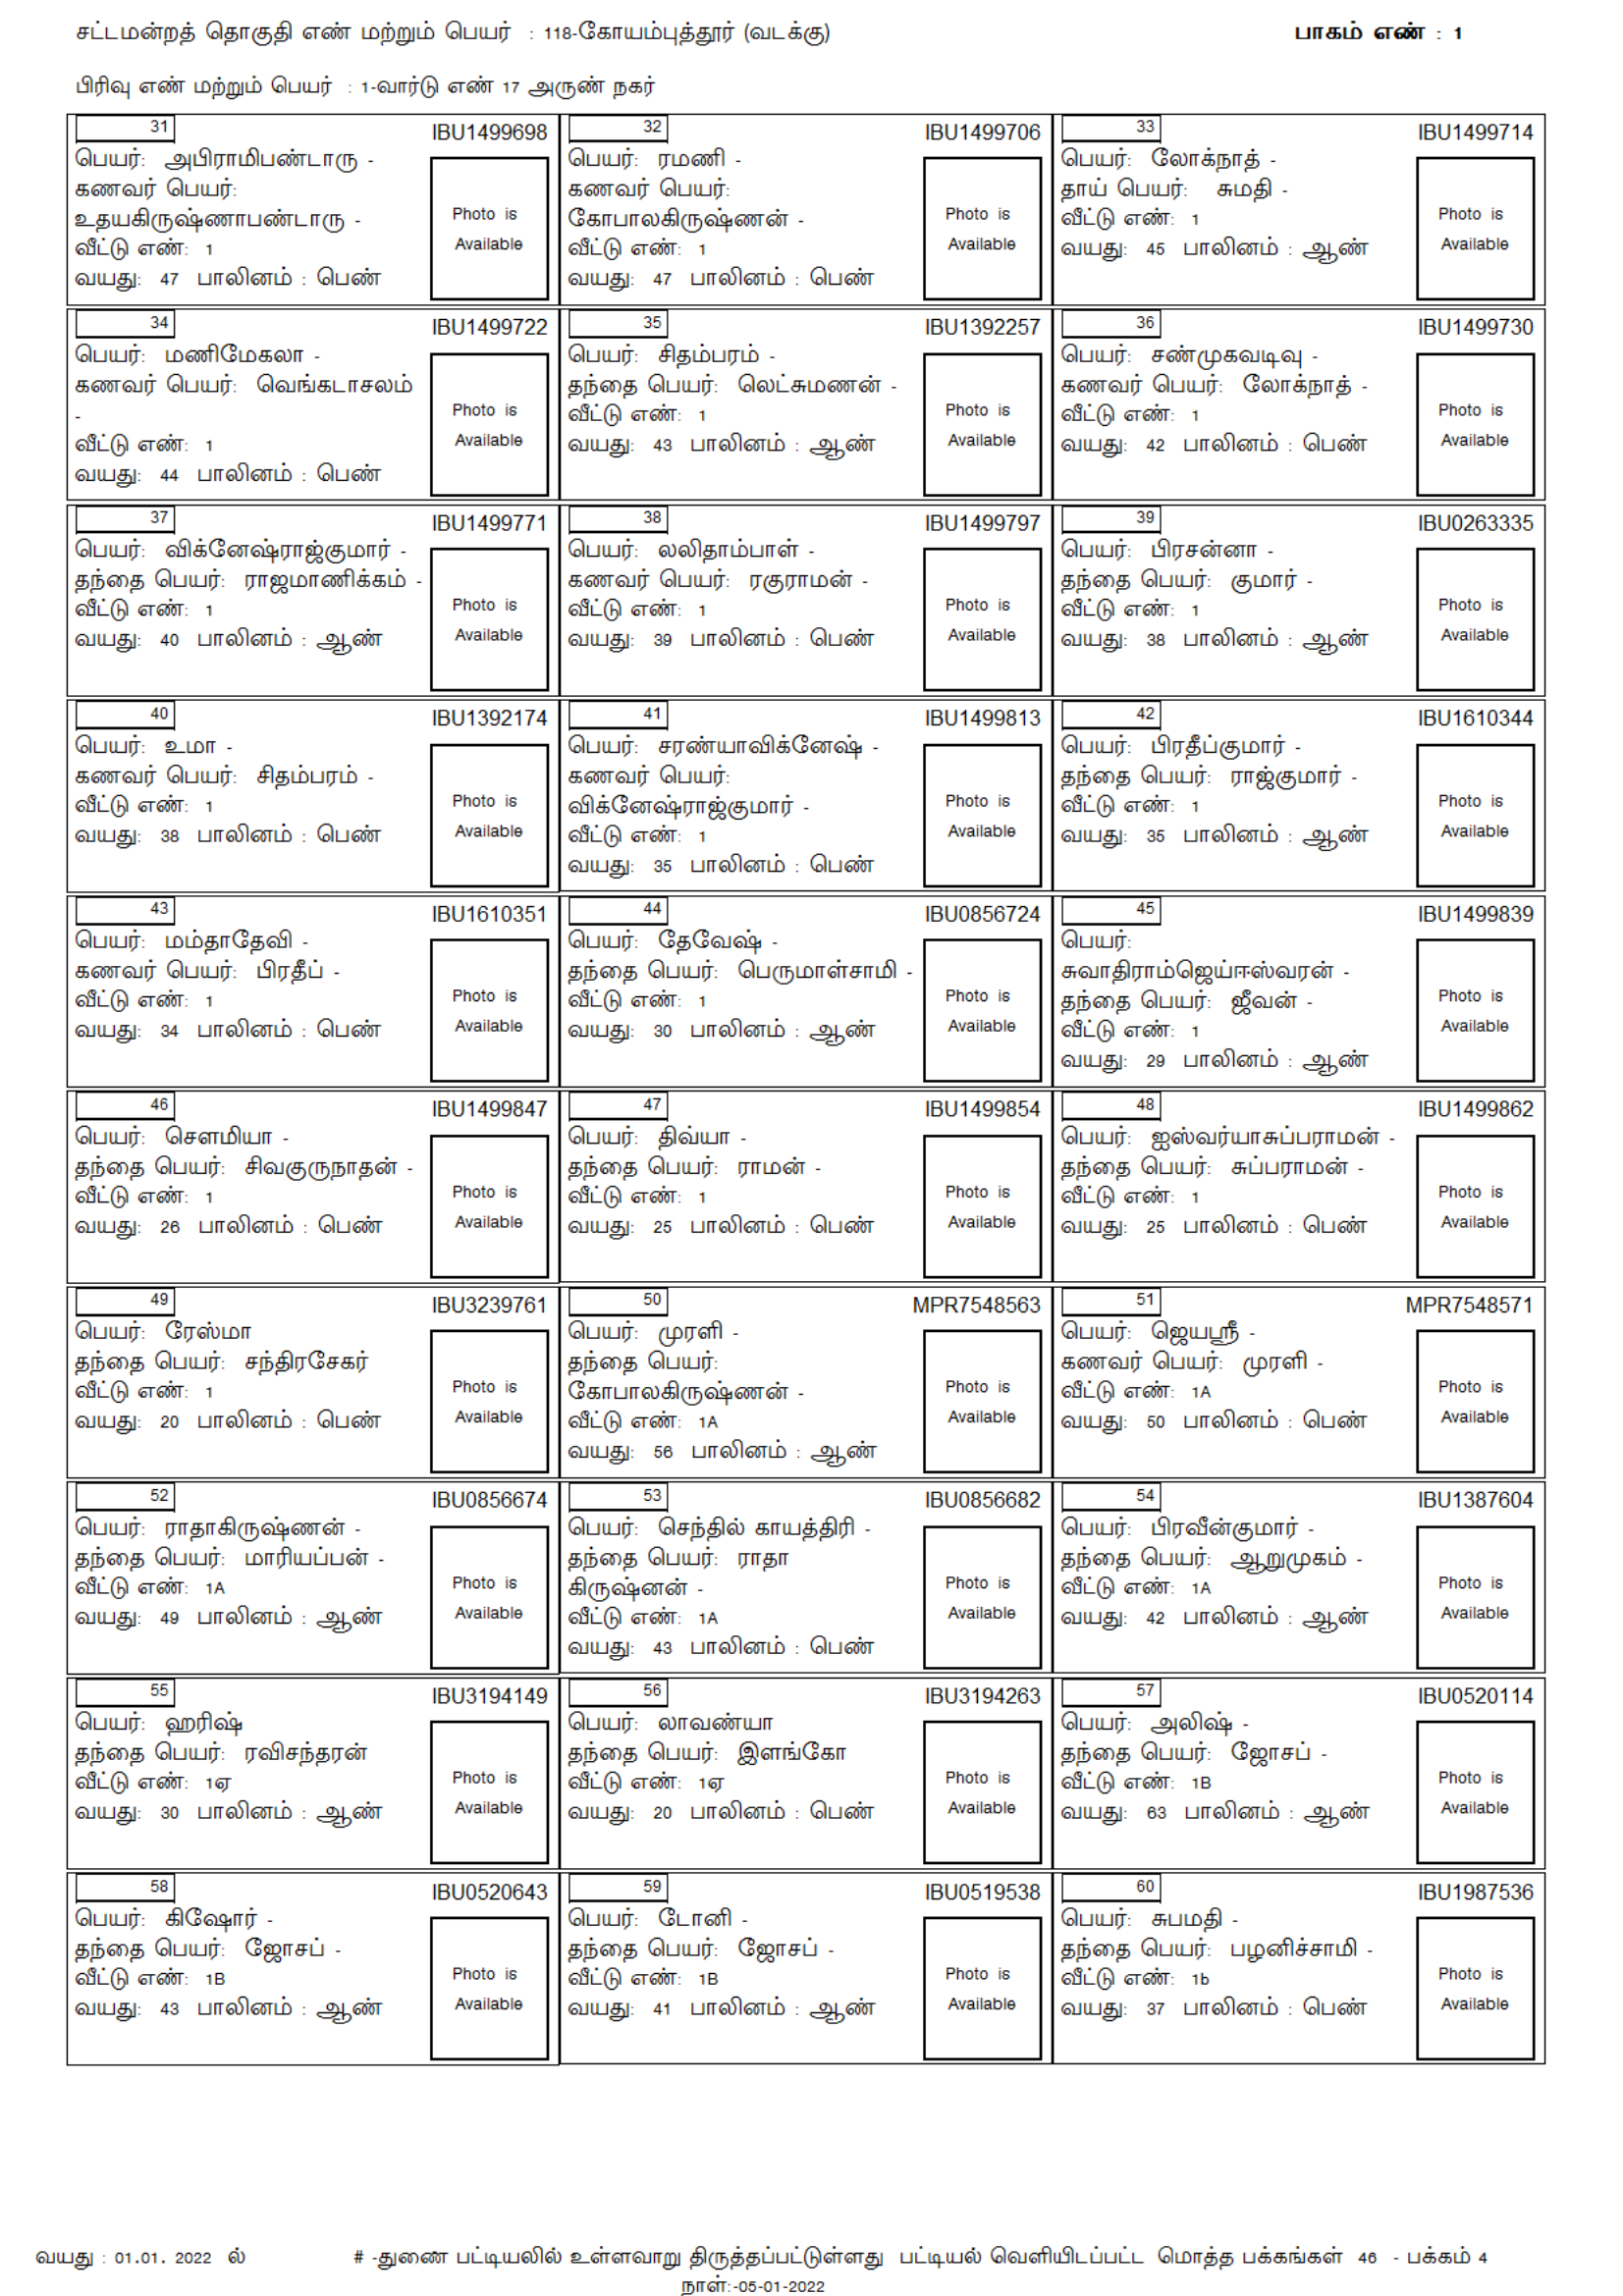 சட்டமன்றத் தொகுதி எண் மற்றும் பெயர் : 118-கோயம்புத்தூர் (வடக்கு)
பாகம் எண் : 1
பிரிவு எண் மற்றும் பெயர் : 1-வார்டு எண் 17 அருண் நகர்
31 IBU1499698
பெயர்: அபிராமிபண்டாரு -
கணவர் பெயர்:
உதயகிருஷ்ணாபண்டாரு -
வீட்டு எண்: 1
வயது: 47 பாலினம் : பெண்
Photo is
Available
32 IBU1499706
பெயர்: ரமணி -
கணவர் பெயர்:
கோபாலகிருஷ்ணன் -
வீட்டு எண்: 1
வயது: 47 பாலினம் : பெண்
Photo is
Available
33 IBU1499714
பெயர்: லோக்நாத் -
தாய் பெயர்: சுமதி -
வீட்டு எண்: 1
வயது: 45 பாலினம் : ஆண்
Photo is
Available
34 IBU1499722
பெயர்: மணிமேகலா -
கணவர் பெயர்: வெங்கடாசலம்
-
வீட்டு எண்: 1
வயது: 44 பாலினம் : பெண்
Photo is
Available
35 IBU1392257
பெயர்: சிதம்பரம் -
தந்தை பெயர்: லெட்சுமணன் -
வீட்டு எண்: 1
வயது: 43 பாலினம் : ஆண்
Photo is
Available
36 IBU1499730
பெயர்: சண்முகவடிவு -
கணவர் பெயர்: லோக்நாத் -
வீட்டு எண்: 1
வயது: 42 பாலினம் : பெண்
Photo is
Available
37 IBU1499771
பெயர்: விக்னேஷ்ராஜ்குமார் -
தந்தை பெயர்: ராஜமாணிக்கம் -
வீட்டு எண்: 1
வயது: 40 பாலினம் : ஆண்
Photo is
Available
38 IBU1499797
பெயர்: லலிதாம்பாள் -
கணவர் பெயர்: ரகுராமன் -
வீட்டு எண்: 1
வயது: 39 பாலினம் : பெண்
Photo is
Available
39 IBU0263335
பெயர்: பிரசன்னா -
தந்தை பெயர்: குமார் -
வீட்டு எண்: 1
வயது: 38 பாலினம் : ஆண்
Photo is
Available
40 IBU1392174
பெயர்: உமா -
கணவர் பெயர்: சிதம்பரம் -
வீட்டு எண்: 1
வயது: 38 பாலினம் : பெண்
Photo is
Available
41 IBU1499813
பெயர்: சரண்யாவிக்னேஷ் -
கணவர் பெயர்:
விக்னேஷ்ராஜ்குமார் -
வீட்டு எண்: 1
வயது: 35 பாலினம் : பெண்
Photo is
Available
42 IBU1610344
பெயர்: பிரதீப்குமார் -
தந்தை பெயர்: ராஜ்குமார் -
வீட்டு எண்: 1
வயது: 35 பாலினம் : ஆண்
Photo is
Available
43 IBU1610351
பெயர்: மம்தாதேவி -
கணவர் பெயர்: பிரதீப் -
வீட்டு எண்: 1
வயது: 34 பாலினம் : பெண்
Photo is
Available
44 IBU0856724
பெயர்: தேவேஷ் -
தந்தை பெயர்: பெருமாள்சாமி -
வீட்டு எண்: 1
வயது: 30 பாலினம் : ஆண்
Photo is
Available
45 IBU1499839
பெயர்:
சுவாதிராம்ஜெய்ஈஸ்வரன் -
தந்தை பெயர்: ஜீவன் -
வீட்டு எண்: 1
வயது: 29 பாலினம் : ஆண்
Photo is
Available
46 IBU1499847
பெயர்: சௌமியா -
தந்தை பெயர்: சிவகுருநாதன் -
வீட்டு எண்: 1
வயது: 26 பாலினம் : பெண்
Photo is
Available
47 IBU1499854
பெயர்: திவ்யா -
தந்தை பெயர்: ராமன் -
வீட்டு எண்: 1
வயது: 25 பாலினம் : பெண்
Photo is
Available
48 IBU1499862
பெயர்: ஐஸ்வர்யாசுப்பராமன் -
தந்தை பெயர்: சுப்பராமன் -
வீட்டு எண்: 1
வயது: 25 பாலினம் : பெண்
Photo is
Available
49 IBU3239761
பெயர்: ரேஸ்மா
தந்தை பெயர்: சந்திரசேகர்
வீட்டு எண்: 1
வயது: 20 பாலினம் : பெண்
Photo is
Available
50 MPR7548563
பெயர்: முரளி -
தந்தை பெயர்:
கோபாலகிருஷ்ணன் -
வீட்டு எண்: 1A
வயது: 56 பாலினம் : ஆண்
Photo is
Available
51 MPR7548571
பெயர்: ஜெயஸ்ரீ -
கணவர் பெயர்: முரளி -
வீட்டு எண்: 1A
வயது: 50 பாலினம் : பெண்
Photo is
Available
52 IBU0856674
பெயர்: ராதாகிருஷ்ணன் -
தந்தை பெயர்: மாரியப்பன் -
வீட்டு எண்: 1A
வயது: 49 பாலினம் : ஆண்
Photo is
Available
53 IBU0856682
பெயர்: செந்தில் காயத்திரி -
தந்தை பெயர்: ராதா
கிருஷ்னன் -
வீட்டு எண்: 1A
வயது: 43 பாலினம் : பெண்
Photo is
Available
54 IBU1387604
பெயர்: பிரவீன்குமார் -
தந்தை பெயர்: ஆறுமுகம் -
வீட்டு எண்: 1A
வயது: 42 பாலினம் : ஆண்
Photo is
Available
55 IBU3194149
பெயர்: ஹரிஷ்
தந்தை பெயர்: ரவிசந்தரன்
வீட்டு எண்: 1ஏ
வயது: 30 பாலினம் : ஆண்
Photo is
Available
56 IBU3194263
பெயர்: லாவண்யா
தந்தை பெயர்: இளங்கோ
வீட்டு எண்: 1ஏ
வயது: 20 பாலினம் : பெண்
Photo is
Available
57 IBU0520114
பெயர்: அலிஷ் -
தந்தை பெயர்: ஜோசப் -
வீட்டு எண்: 1B
வயது: 63 பாலினம் : ஆண்
Photo is
Available
58 IBU0520643
பெயர்: கிஷோர் -
தந்தை பெயர்: ஜோசப் -
வீட்டு எண்: 1B
வயது: 43 பாலினம் : ஆண்
Photo is
Available
59 IBU0519538
பெயர்: டோனி -
தந்தை பெயர்: ஜோசப் -
வீட்டு எண்: 1B
வயது: 41 பாலினம் : ஆண்
Photo is
Available
60 IBU1987536
பெயர்: சுபமதி -
தந்தை பெயர்: பழனிச்சாமி -
வீட்டு எண்: 1b
வயது: 37 பாலினம் : பெண்
Photo is
Available
வயது : 01.01. 2022 ல் # -துணை பட்டியலில் உள்ளவாறு திருத்தப்பட்டுள்ளது பட்டியல் வெளியிடப்பட்ட மொத்த பக்கங்கள் 46 - பக்கம் 4
நாள்:-05-01-2022